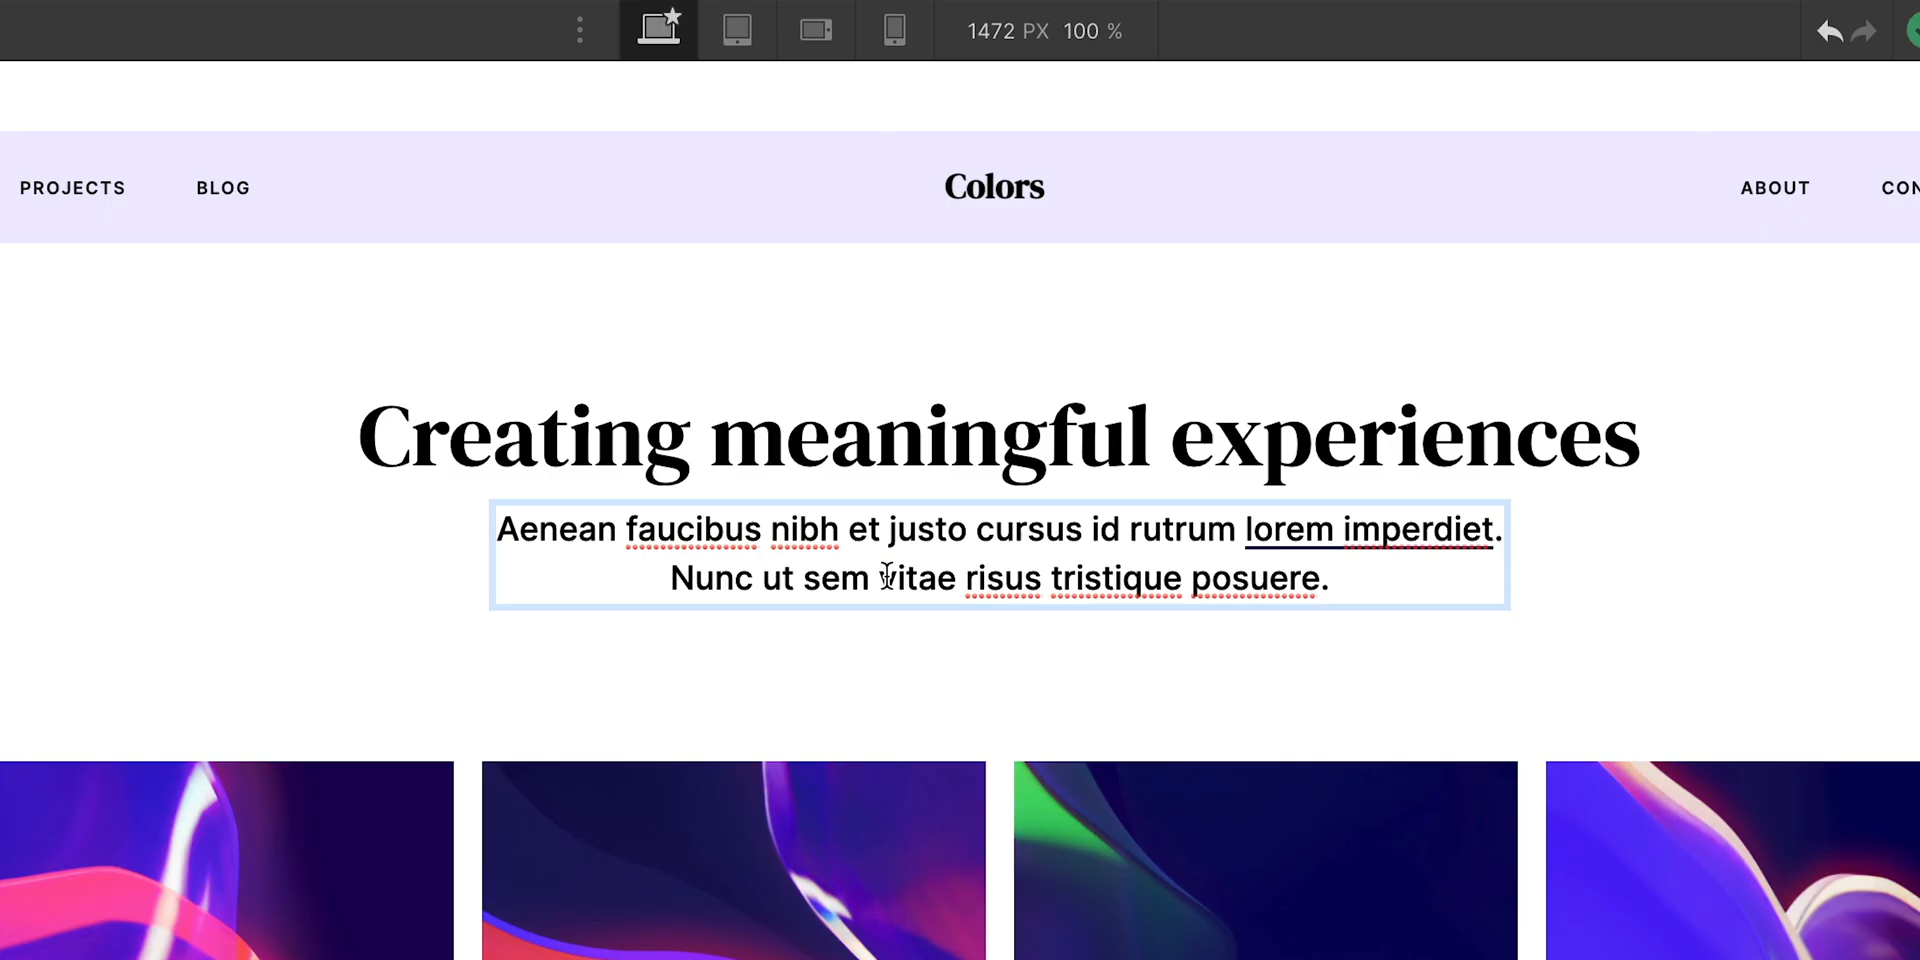 1472 PX 100 %
PROJECTS BLOG Colors ABOUT CON
Creating meaningful experiences
Aenean faucibus nibh et justo cursus id rutrum lorem imperdiet.
Nunc ut sem vitae risus tristique posuere.